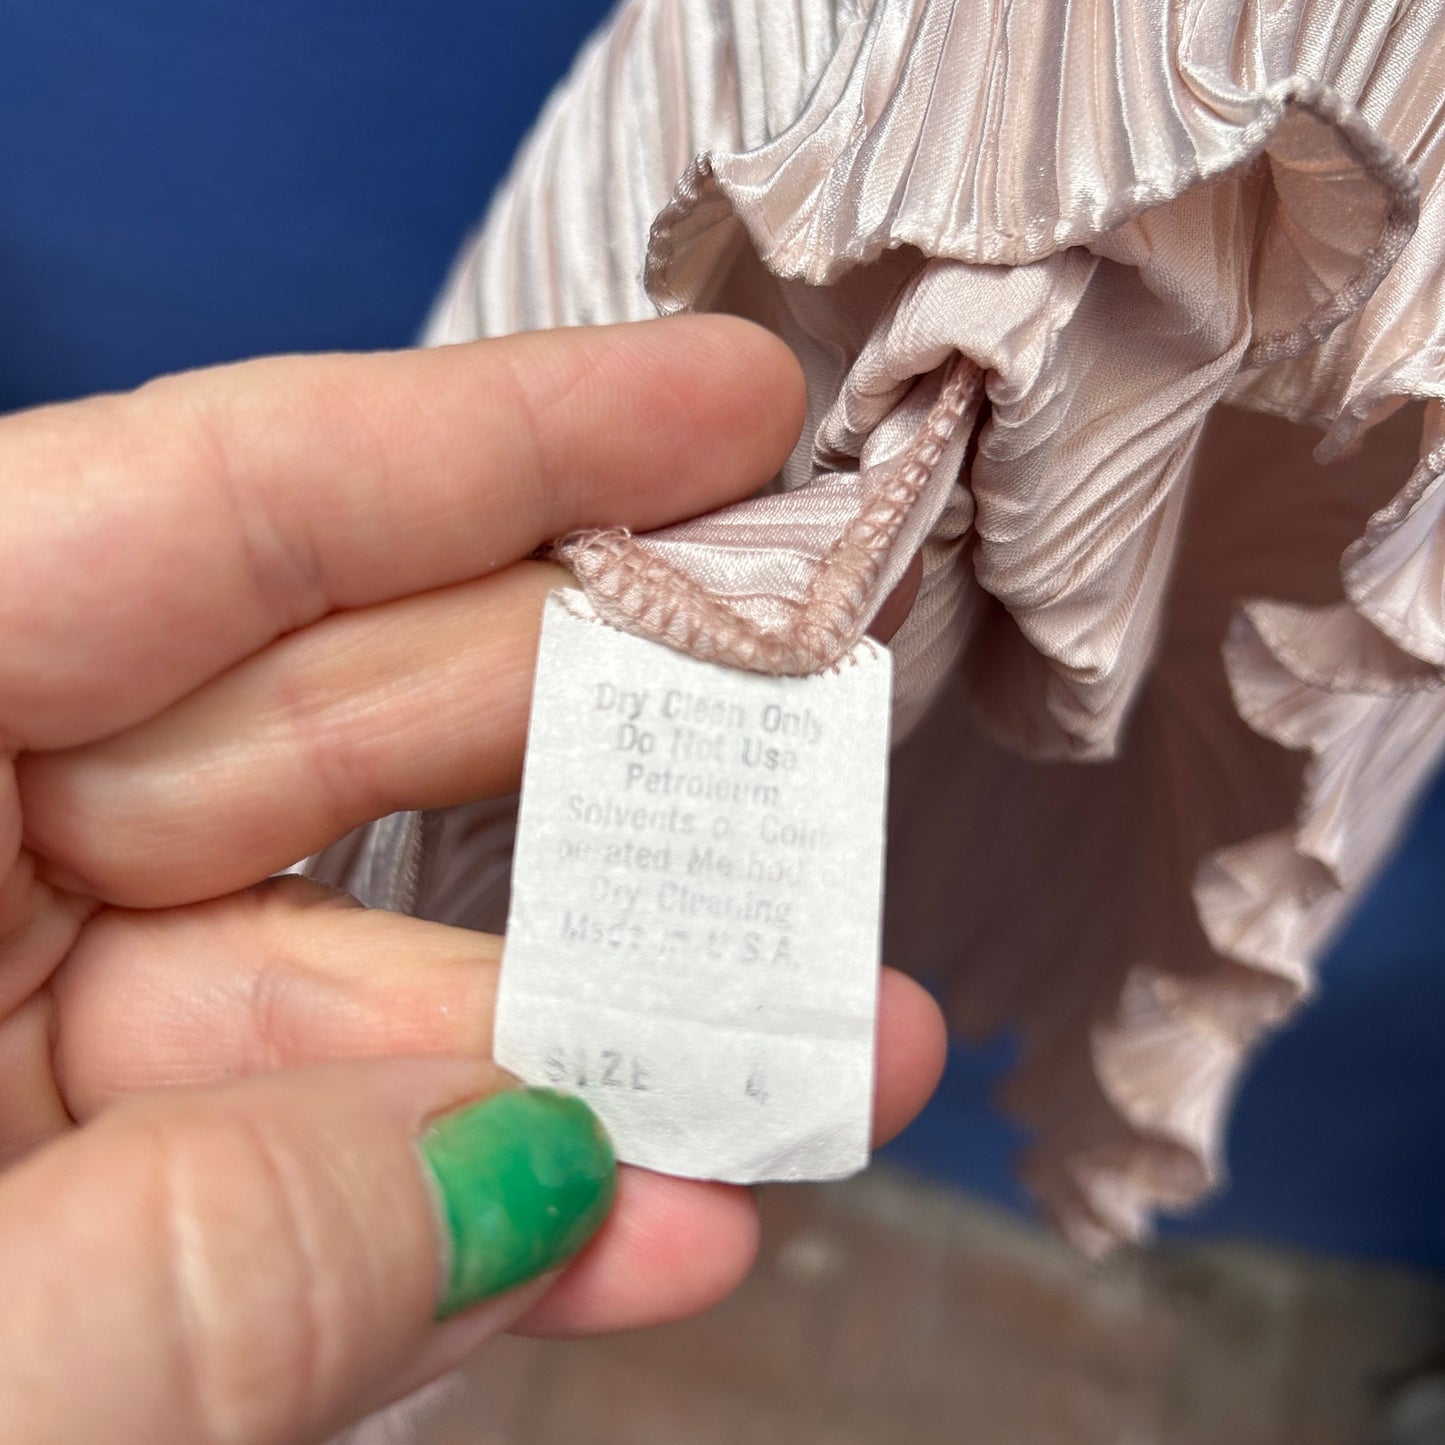 Dry Clean Only
Do Not Use
Petroleum
Solvents or Coin
operated Method
Dry Cleaning
Made in U.S.A.
SIZE 4